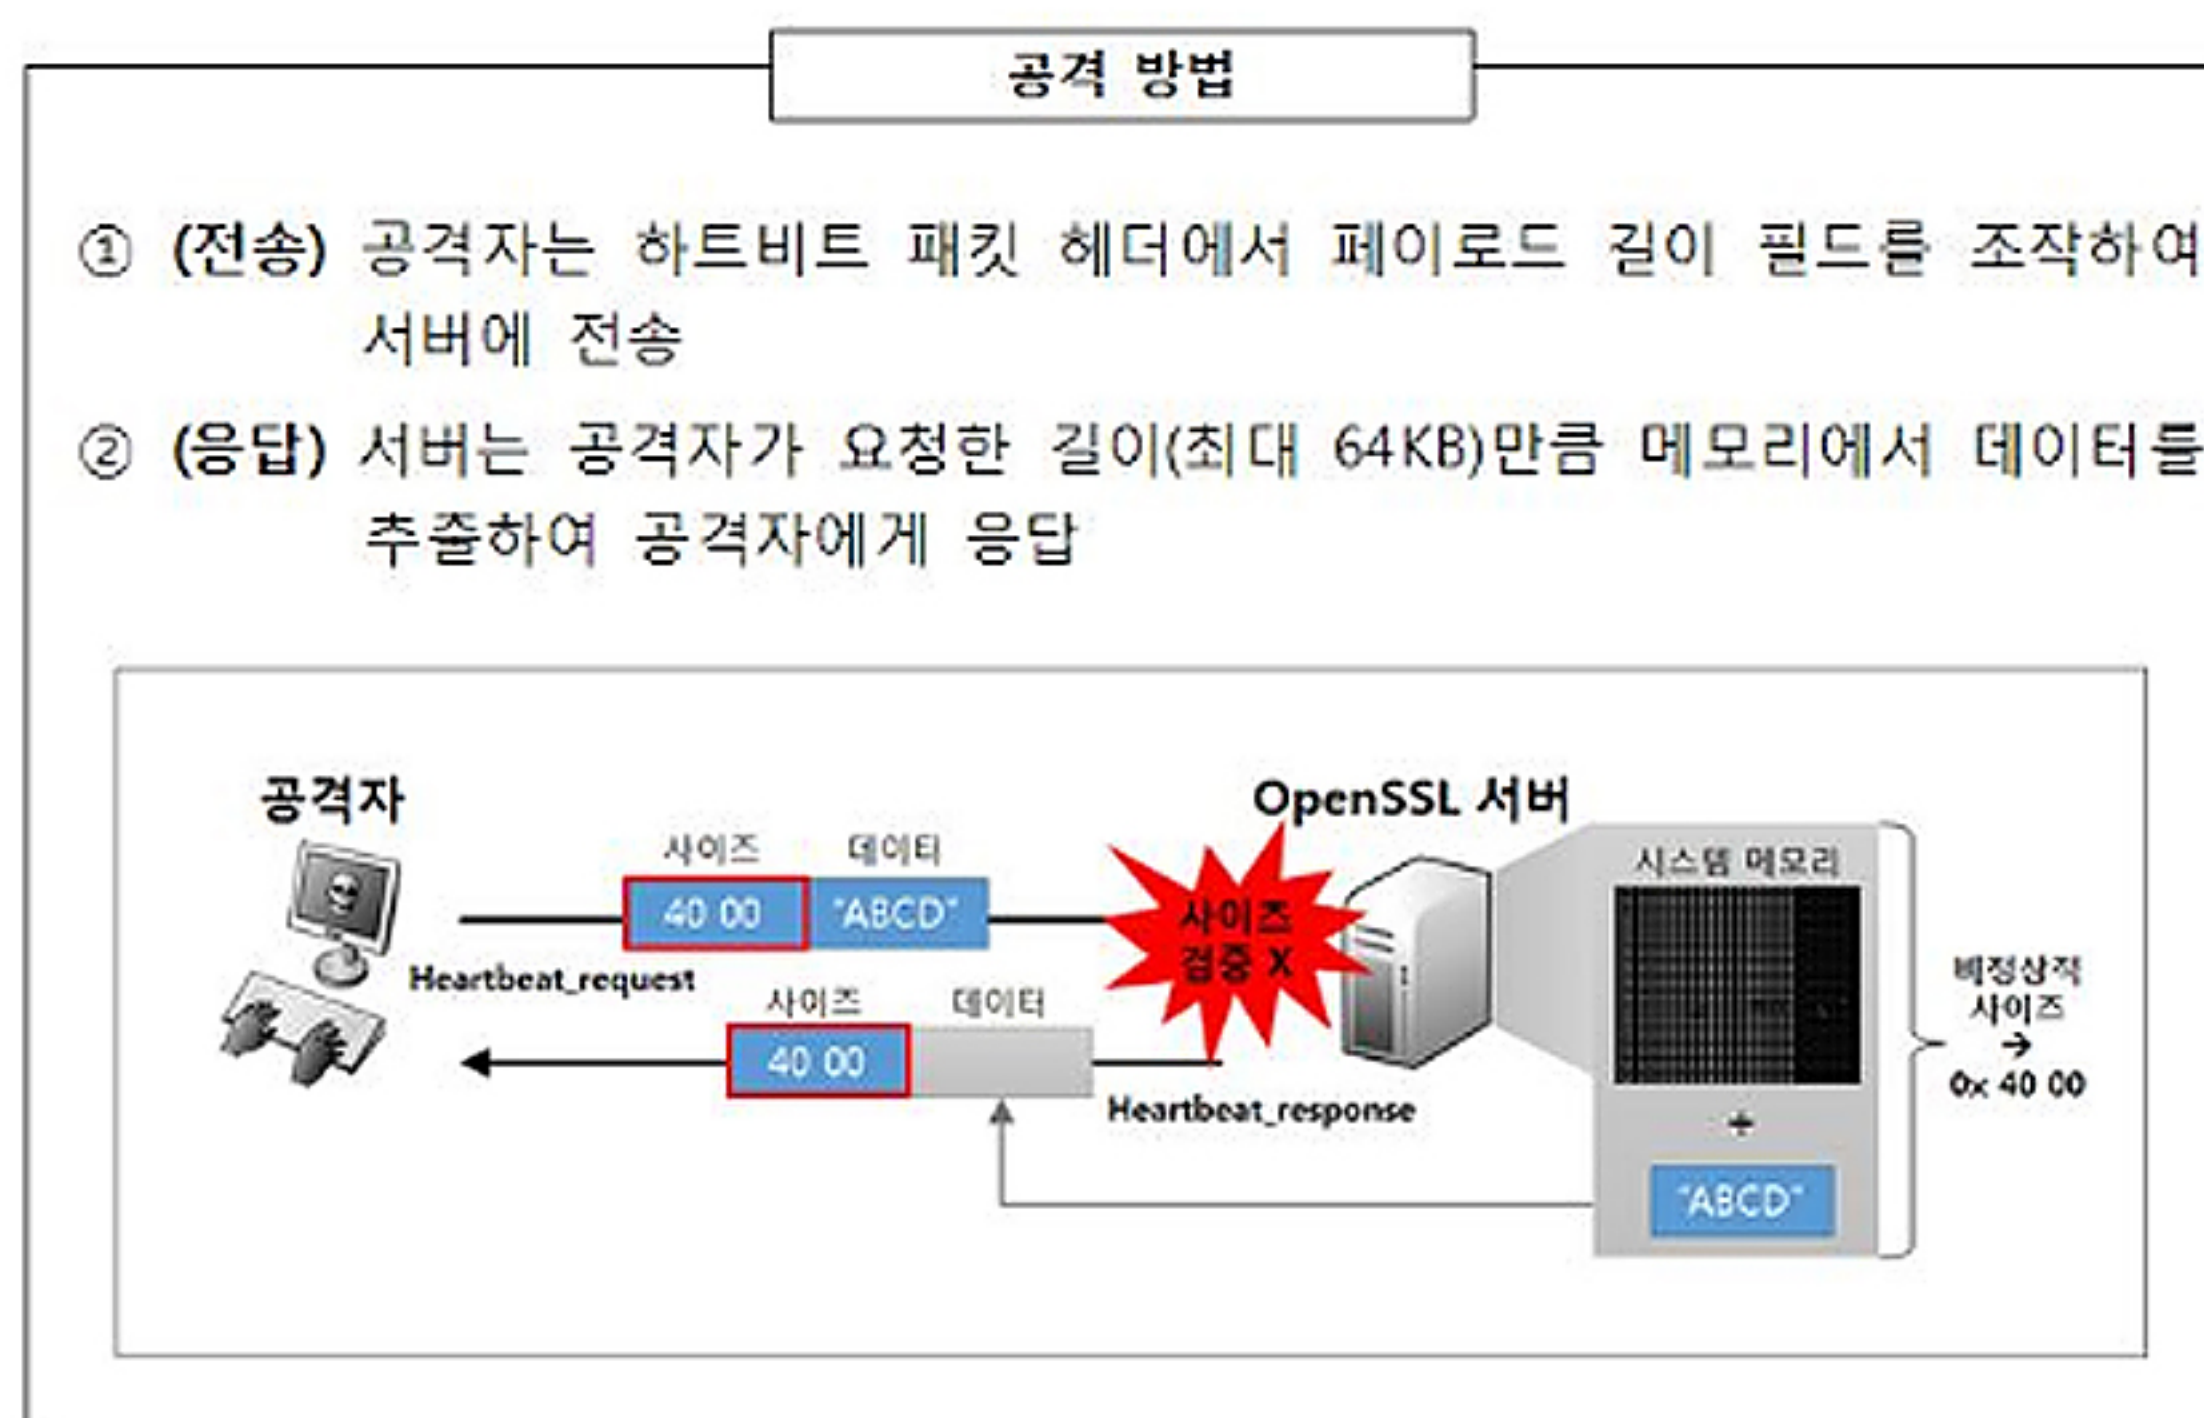 공격 방법
① (전송) 공격자는 하트비트 패킷 헤더에서 페이로드 길이 필드를 조작하여
서버에 전송
② (응답) 서버는 공격자가 요청한 길이(최대 64KB)만큼 메모리에서 데이터를
추출하여 공격자에게 응답
공격자
OpenSSL 서버
사이즈 데이터
40 00 "ABCD"
Heartbeat_request
사이즈
검증 X
시스템 메모리
사이즈 데이터
40 00
Heartbeat_response
+
"ABCD"
비정상적
사이즈
→
0x 40 00